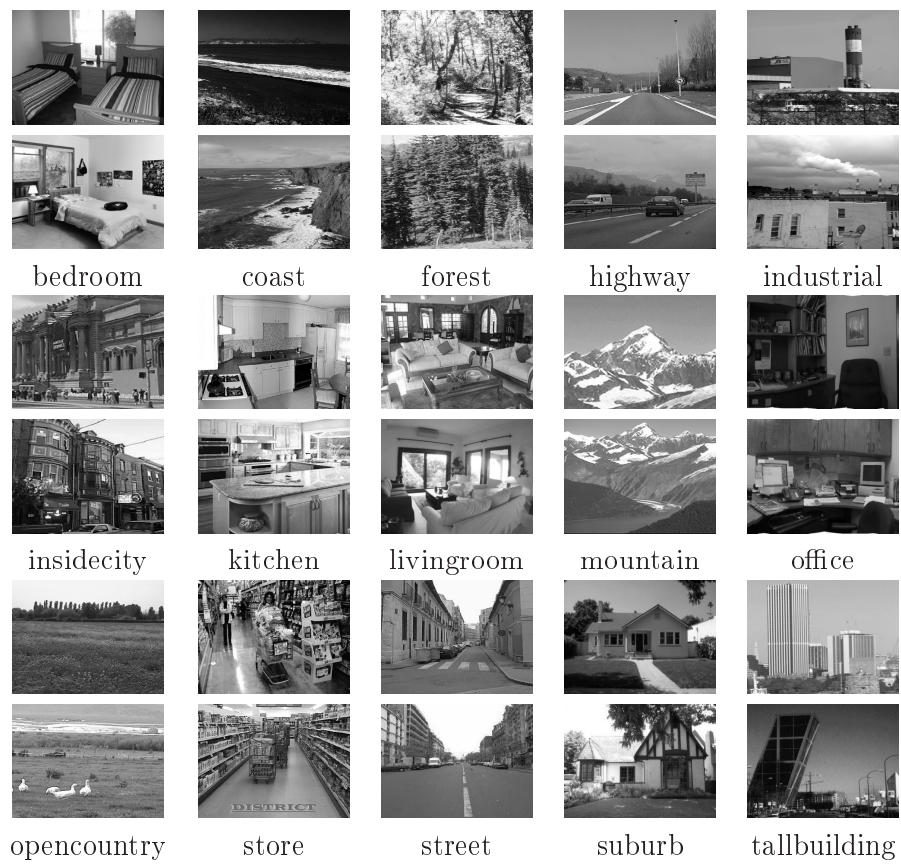 bedroom coast forest highway industrial
insidecity kitchen livingroom mountain office
DISTRICT
opencountry store street suburb tallbuilding